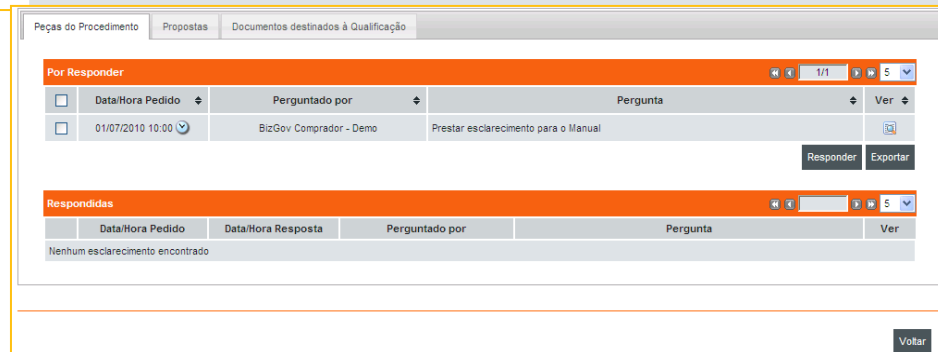 Peças do Procedimento Propostas Documentos destinados à Qualificação
Por Responder 1/1 5
Data/Hora Pedido Perguntado por Pergunta Ver
01/07/2010 10:00 BizGov Comprador - Demo Prestar esclarecimento para o Manual
Responder Exportar
Respondidas 5
Data/Hora Pedido Data/Hora Resposta Perguntado por Pergunta Ver
Nenhum esclarecimento encontrado
Voltar